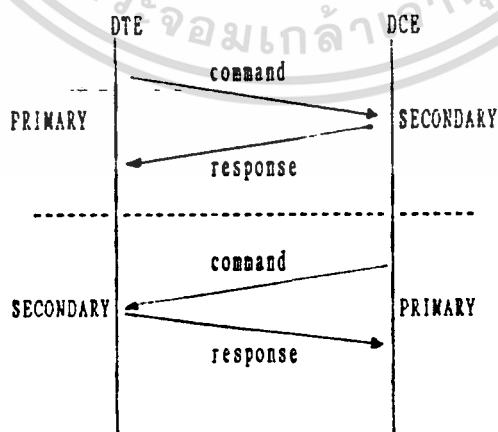 DTE DCE
command
PRIMARY SECONDARY
response
command
SECONDARY PRIMARY
response